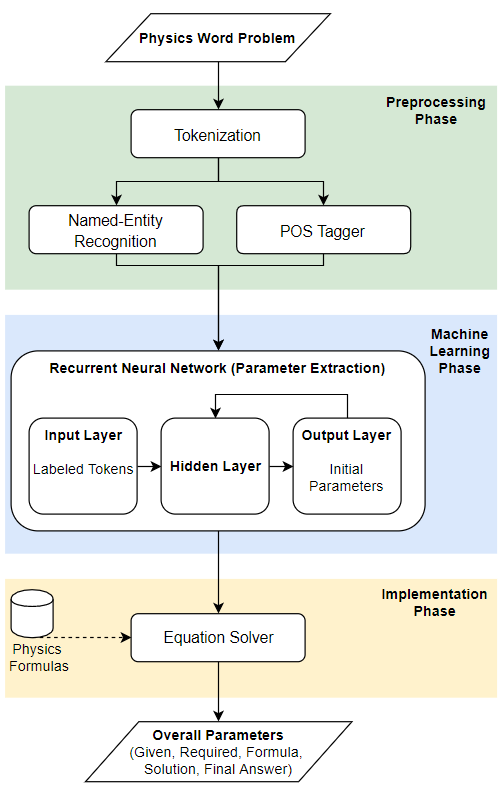 Physics Word Problem
Preprocessing
Phase
Tokenization
Named-Entity
Recognition
POS Tagger
Machine
Learning
Phase
Recurrent Neural Network (Parameter Extraction)
Input Layer
Labeled Tokens
Hidden Layer
Output Layer
Initial
Parameters
Implementation
Phase
Physics
Formulas
Equation Solver
Overall Parameters
(Given, Required, Formula,
Solution, Final Answer)